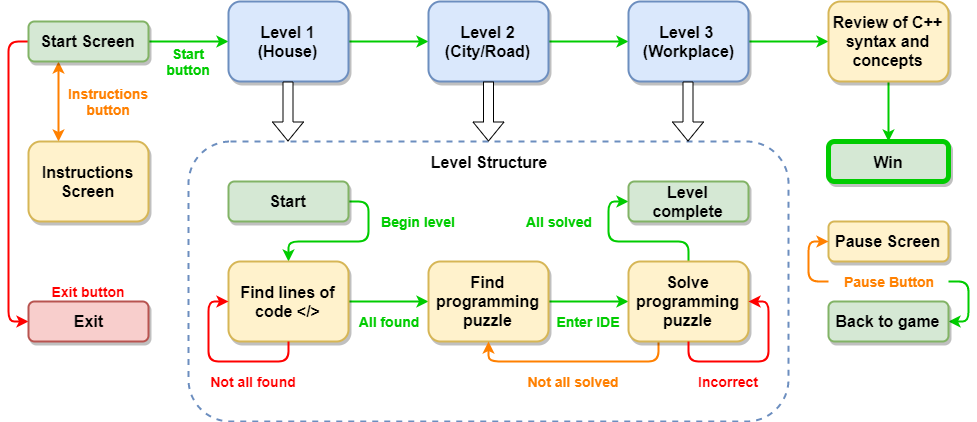 Start Screen
Start
button
Level 1
(House)
Level 2
(City/Road)
Level 3
(Workplace)
Review of C++
syntax and
concepts
Instructions
button
Instructions
Screen
Exit button
Exit
Level Structure
Start
Begin level
Find lines of
code </>
Not all found
All found
Find
programming
puzzle
Enter IDE
Not all solved
Solve
programming
puzzle
Incorrect
All solved
Level
complete
Win
Pause Screen
Pause Button
Back to game